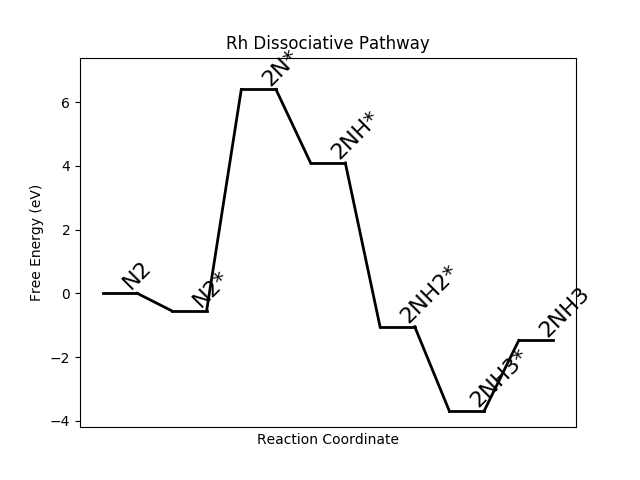 Rh Dissociative Pathway
Free Energy (eV)
6
4
2
0
−2
−4
N2
N2*
2N*
2NH*
2NH2*
2NH3*
2NH3
Reaction Coordinate